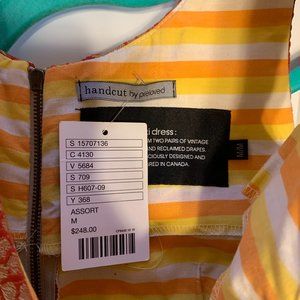 handcut by preloved
i dress:
M TWO PAIRS OF VINTAGE
AND RECLAIMED DRAPES.
CIOUSLY DESIGNED AND
E IN CANADA.
S 15707136
C 4130
V 5684
S 709
S H607-09
Y 368
ASSORT
M
$248.00